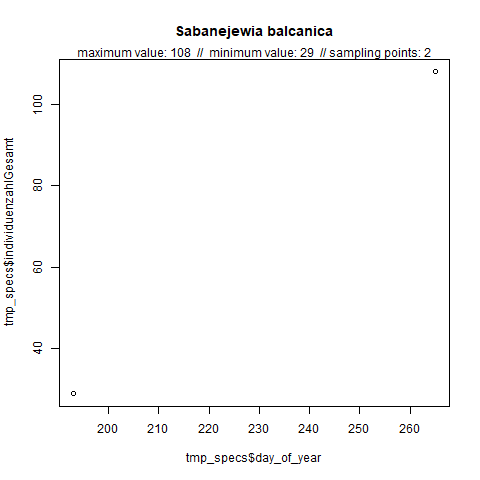 Sabanejewia balcanica
maximum value: 108 // minimum value: 29 // sampling points: 2
tmp_specs$individuenzahlGesamt
100
80
60
40
200 210 220 230 240 250 260
tmp_specs$day_of_year